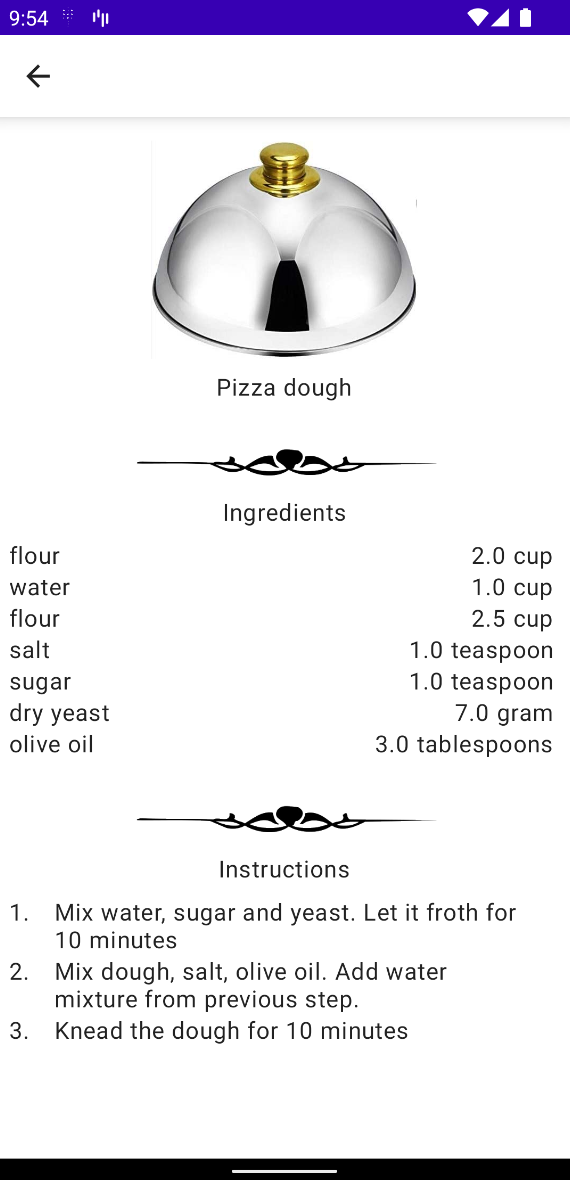 9:54
Pizza dough
Ingredients
flour 2.0 cup
water 1.0 cup
flour 2.5 cup
salt 1.0 teaspoon
sugar 1.0 teaspoon
dry yeast 7.0 gram
olive oil 3.0 tablespoons
Instructions
1. Mix water, sugar and yeast. Let it froth for
10 minutes
2. Mix dough, salt, olive oil. Add water
mixture from previous step.
3. Knead the dough for 10 minutes